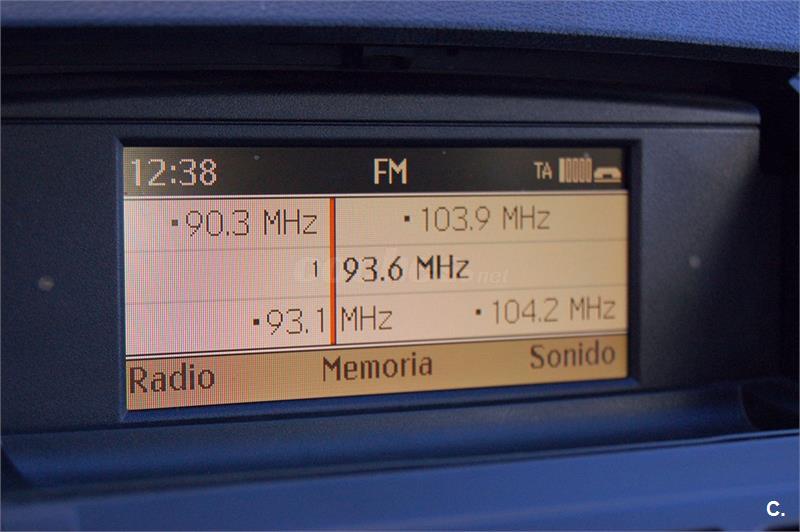 12:38 FM TA
·90.3 MHz ·103.9 MHz
1 93.6 MHz
·93.1 MHz ·104.2 MHz
Radio Memoria Sonido
C.